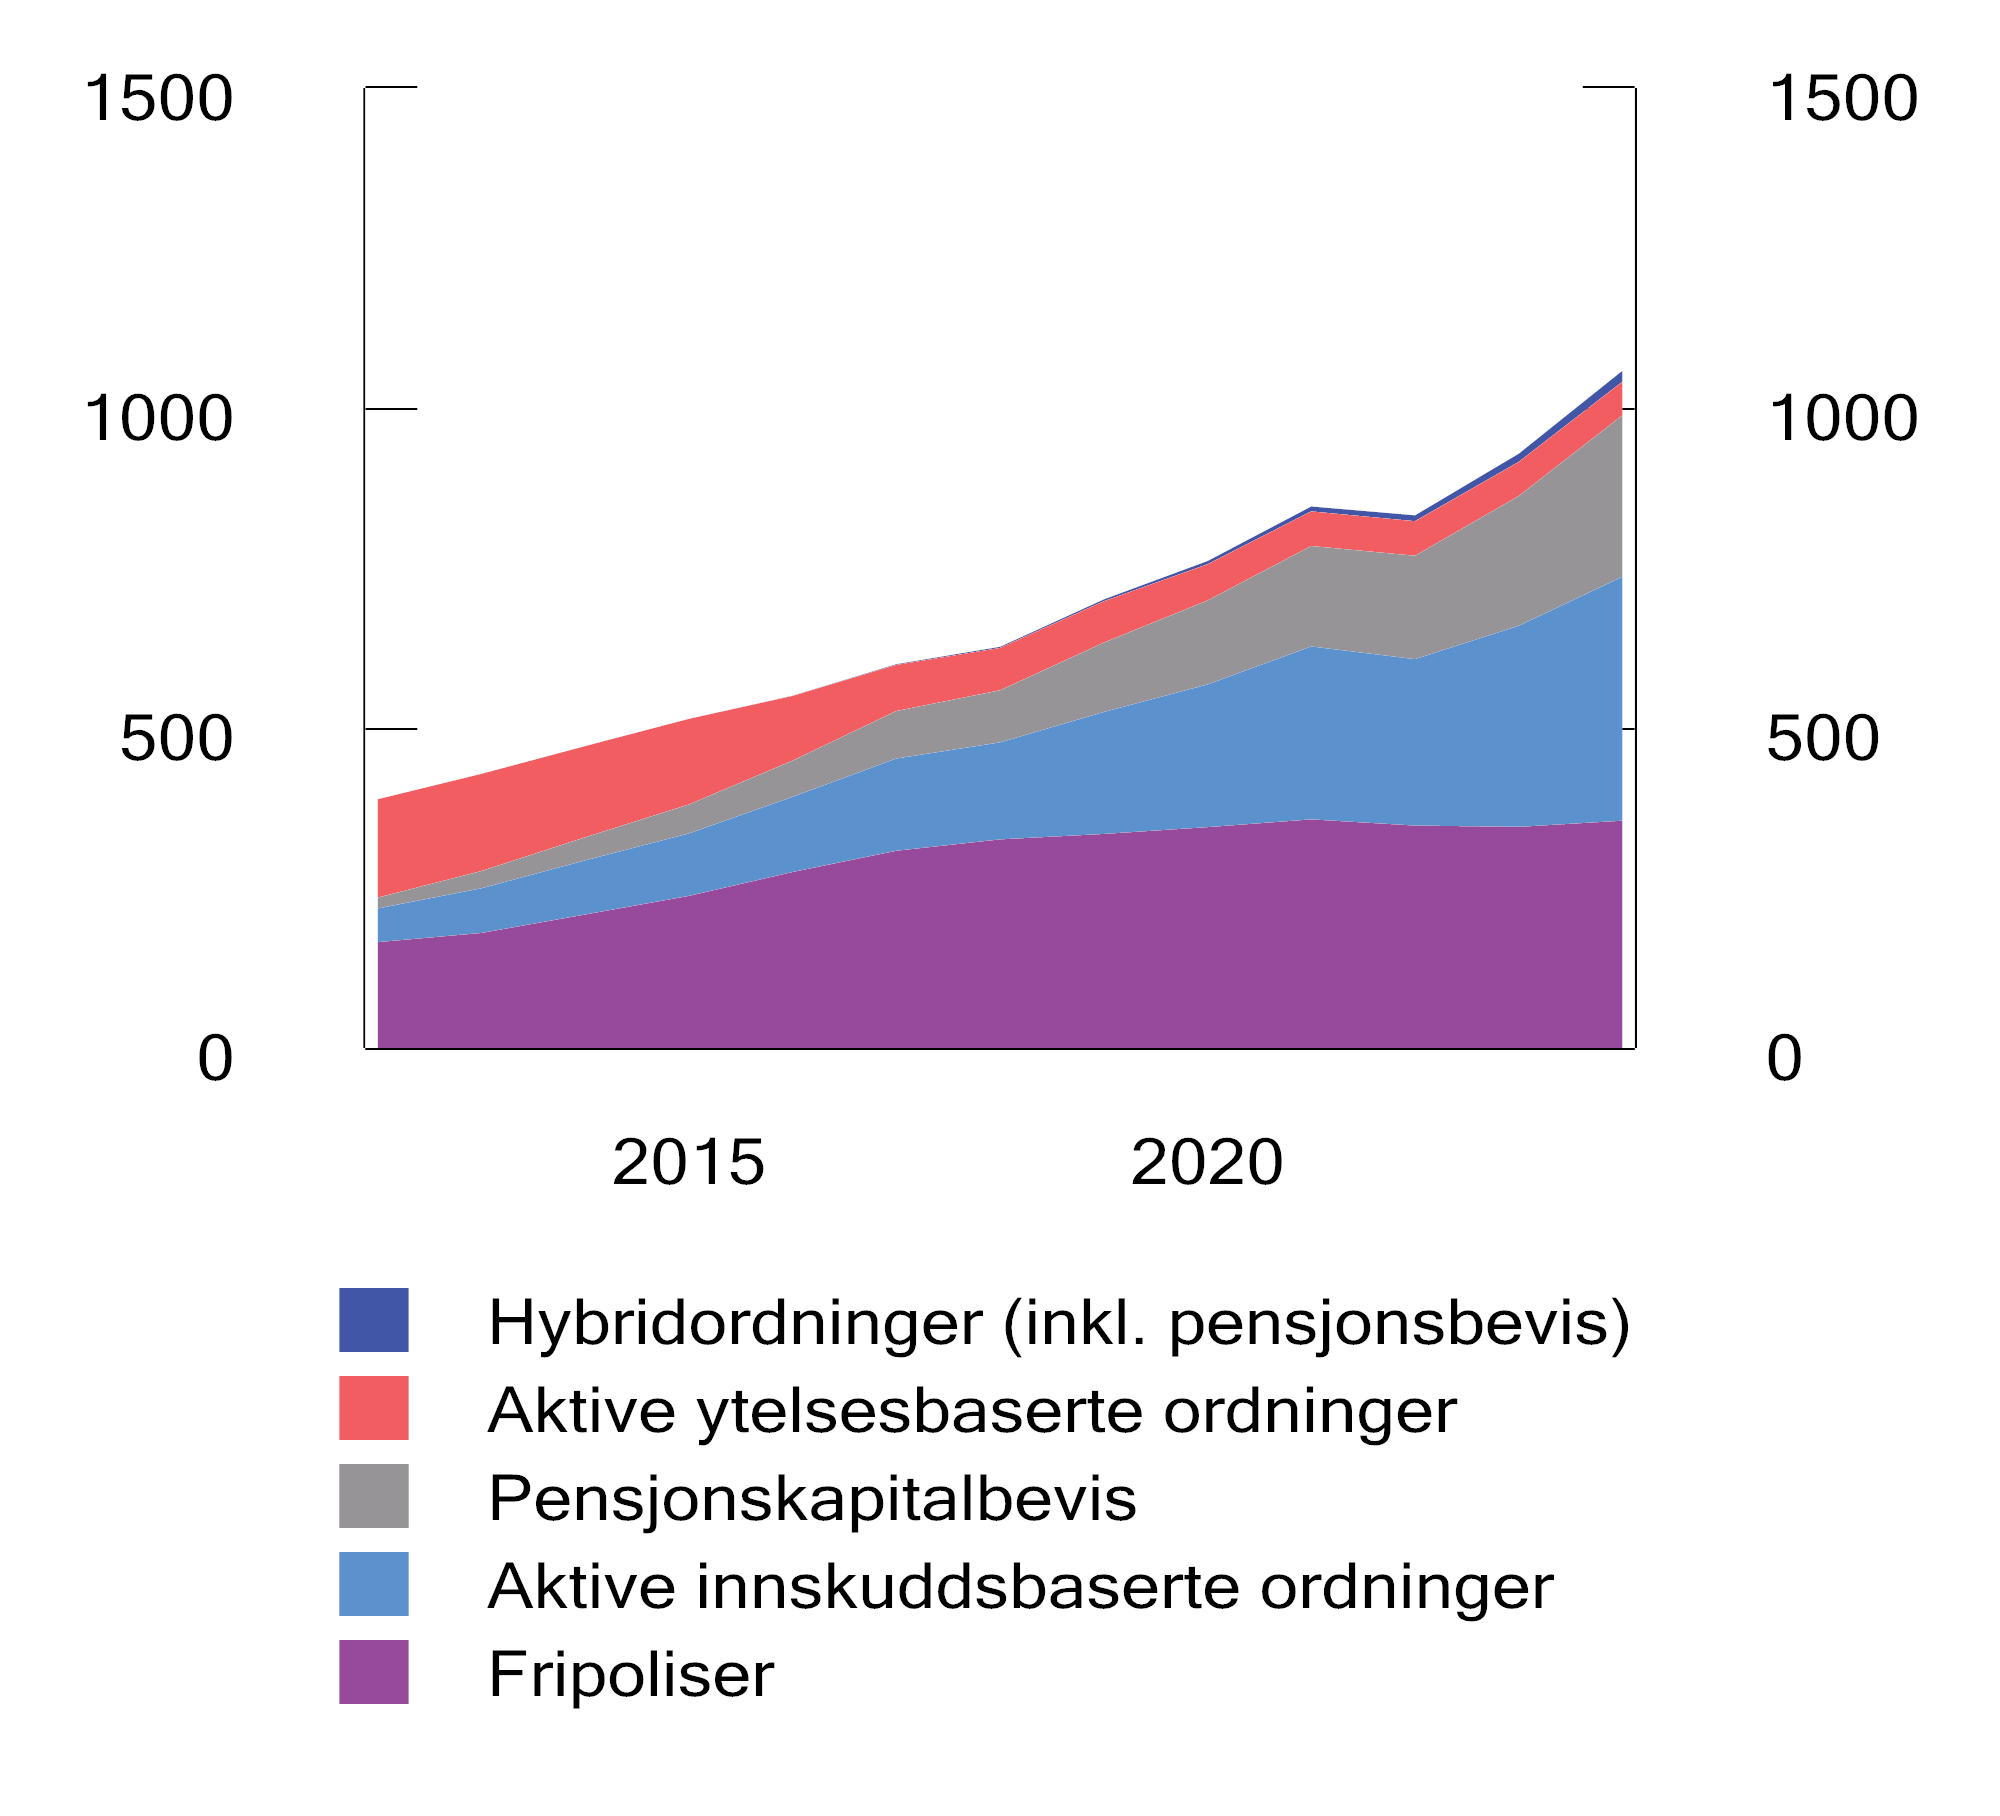 1500 1500
1000 1000
500 500
0 0
2015 2020
Hybridordninger (inkl. pensjonsbevis)
Aktive ytelsesbaserte ordninger
Pensjonskapitalbevis
Aktive innskuddsbaserte ordninger
Fripoliser